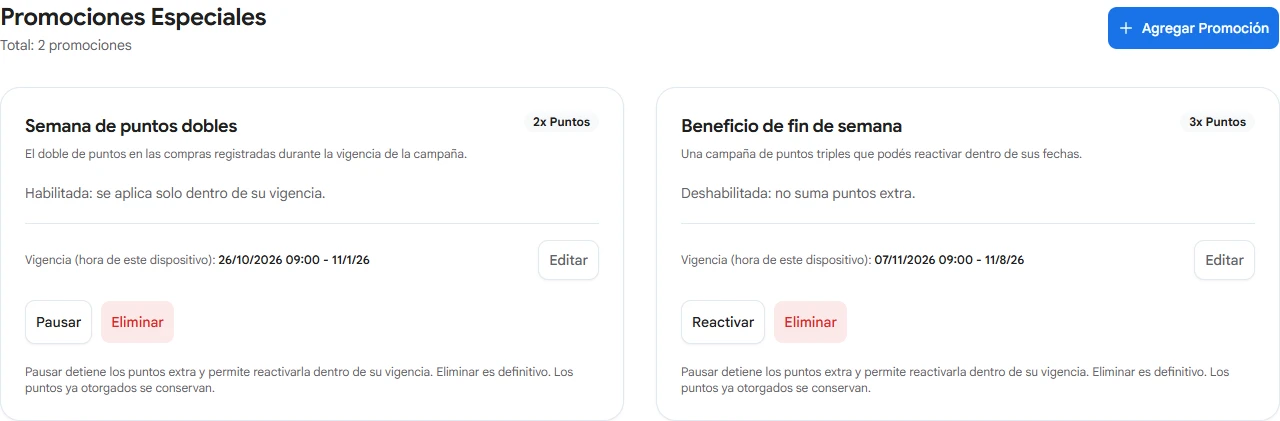 Promociones Especiales
Total: 2 promociones
+ Agregar Promoción
Semana de puntos dobles
2x Puntos
El doble de puntos en las compras registradas durante la vigencia de la campaña.
Habilitada: se aplica solo dentro de su vigencia.
Vigencia (hora de este dispositivo): 26/10/2026 09:00 - 11/1/26
Editar
Pausar
Eliminar
Pausar detiene los puntos extra y permite reactivarla dentro de su vigencia. Eliminar es definitivo. Los
puntos ya otorgados se conservan.
Beneficio de fin de semana
3x Puntos
Una campaña de puntos triples que podés reactivar dentro de sus fechas.
Deshabilitada: no suma puntos extra.
Vigencia (hora de este dispositivo): 07/11/2026 09:00 - 11/8/26
Editar
Reactivar
Eliminar
Pausar detiene los puntos extra y permite reactivarla dentro de su vigencia. Eliminar es definitivo. Los
puntos ya otorgados se conservan.